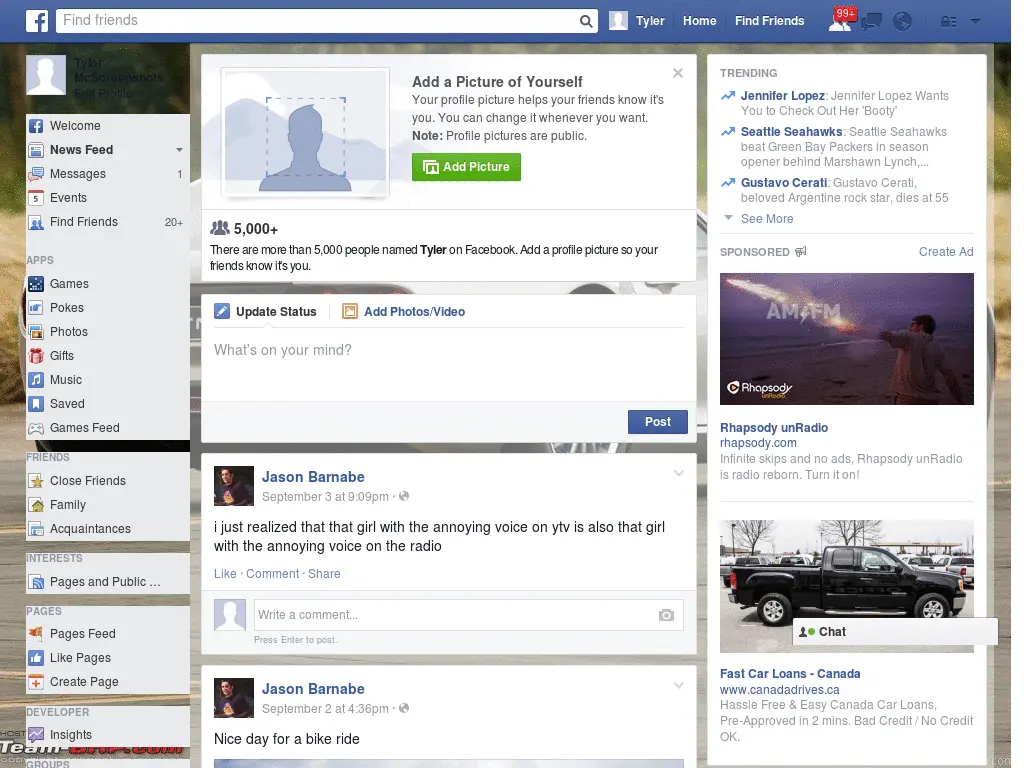 Find friends
Tyler
Home
Find Friends
99+
Tyler
McScreenshots
Edit Profile
Welcome
News Feed
Messages 1
5 Events
Find Friends 20+
APPS
Games
Pokes
Photos
Gifts
Music
Saved
Games Feed
FRIENDS
Close Friends
Family
Acquaintances
INTERESTS
Pages and Public ...
PAGES
Pages Feed
Like Pages
Create Page
DEVELOPER
Insights
GROUPS
Add a Picture of Yourself
Your profile picture helps your friends know it's
you. You can change it whenever you want.
Note: Profile pictures are public.
Add Picture
5,000+
There are more than 5,000 people named Tyler on Facebook. Add a profile picture so your
friends know it's you.
Update Status
Add Photos/Video
What's on your mind?
Post
Jason Barnabe
September 3 at 9:09pm ·
i just realized that that girl with the annoying voice on ytv is also that girl
with the annoying voice on the radio
Like · Comment · Share
Write a comment...
Press Enter to post.
Jason Barnabe
September 2 at 4:36pm ·
Nice day for a bike ride
TRENDING
Jennifer Lopez: Jennifer Lopez Wants
You to Check Out Her 'Booty'
Seattle Seahawks: Seattle Seahawks
beat Green Bay Packers in season
opener behind Marshawn Lynch,...
Gustavo Cerati: Gustavo Cerati,
beloved Argentine rock star, dies at 55
See More
SPONSORED
Create Ad
AM/FM
Rhapsody
unRadio
Rhapsody unRadio
rhapsody.com
Infinite skips and no ads, Rhapsody unRadio
is radio reborn. Turn it on!
Chat
Fast Car Loans - Canada
www.canadadrives.ca
Hassle Free & Easy Canada Car Loans,
Pre-Approved in 2 mins. Bad Credit / No Credit
OK.
HOST
Team-BHP.com